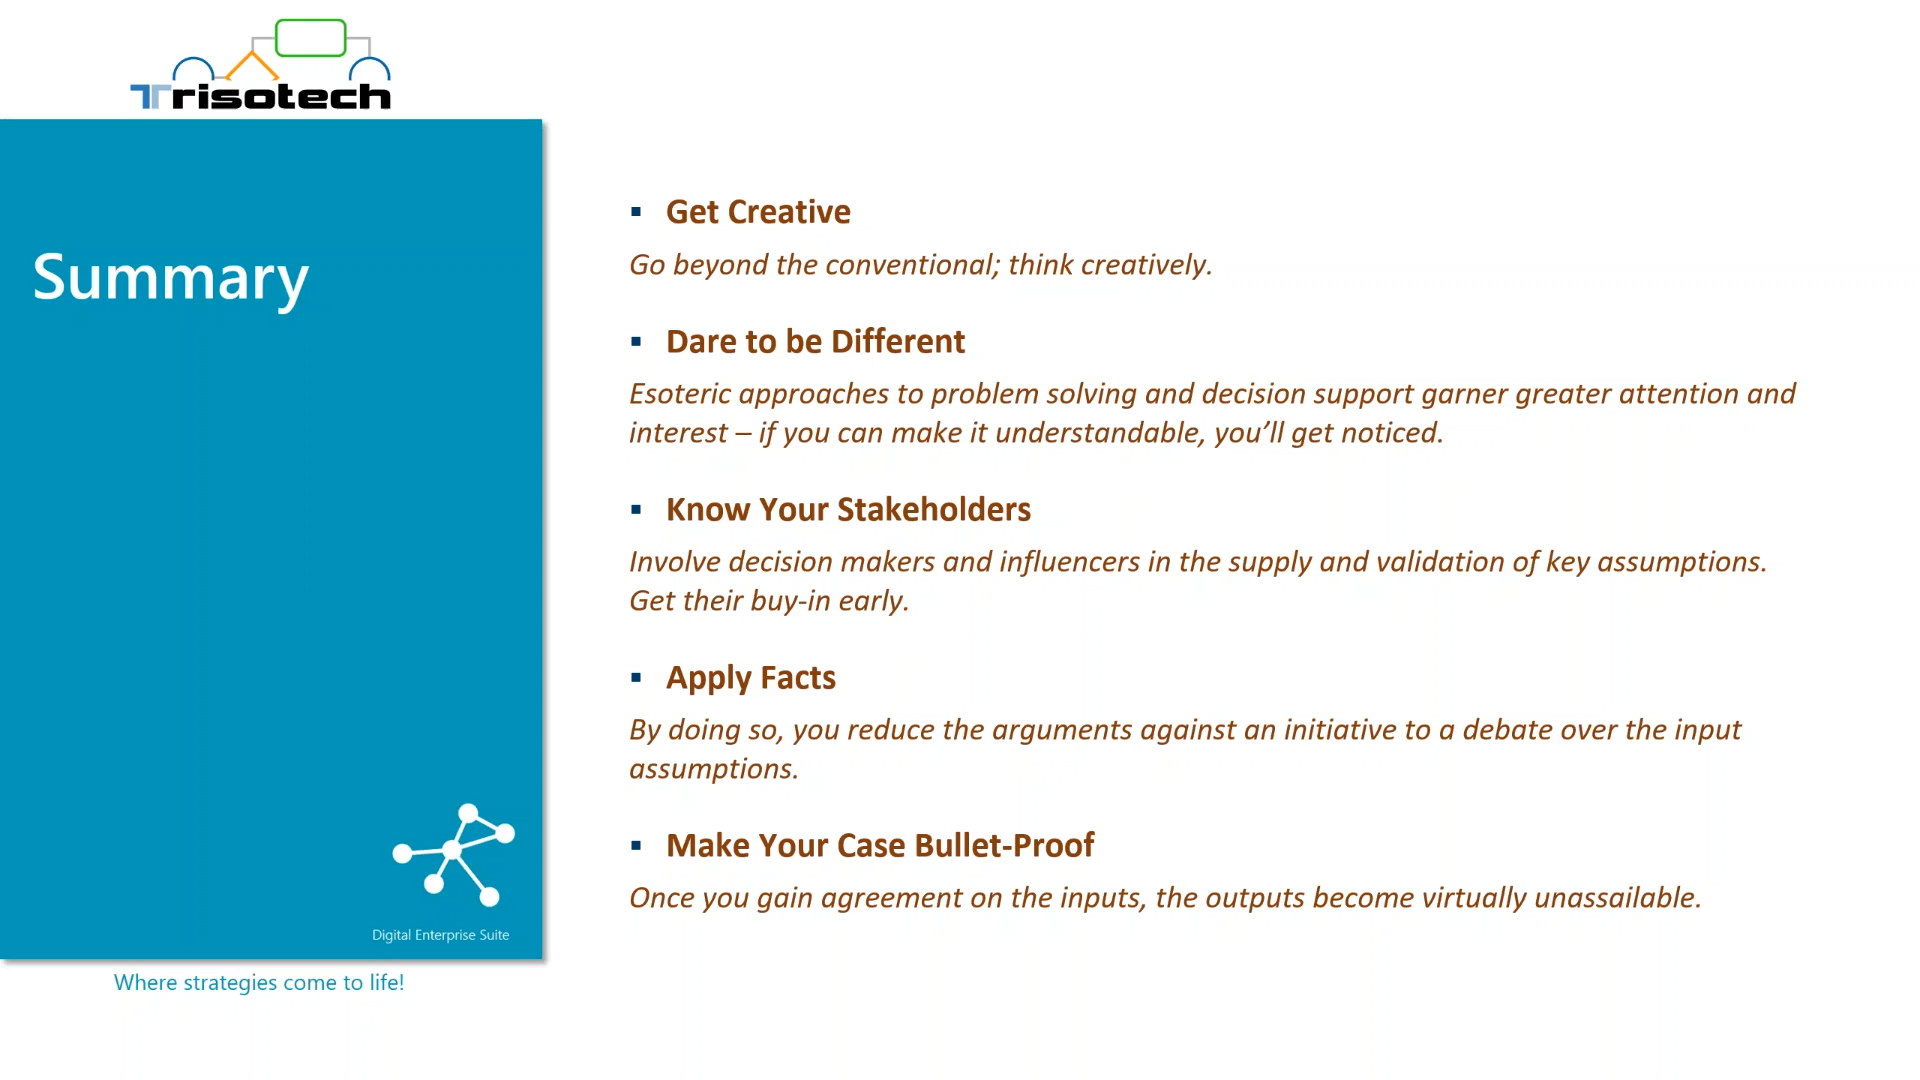 Trisotech
Summary
Digital Enterprise Suite
Where strategies come to life!
▪ Get Creative
Go beyond the conventional; think creatively.
▪ Dare to be Different
Esoteric approaches to problem solving and decision support garner greater attention and
interest – if you can make it understandable, you’ll get noticed.
▪ Know Your Stakeholders
Involve decision makers and influencers in the supply and validation of key assumptions.
Get their buy-in early.
▪ Apply Facts
By doing so, you reduce the arguments against an initiative to a debate over the input
assumptions.
▪ Make Your Case Bullet-Proof
Once you gain agreement on the inputs, the outputs become virtually unassailable.